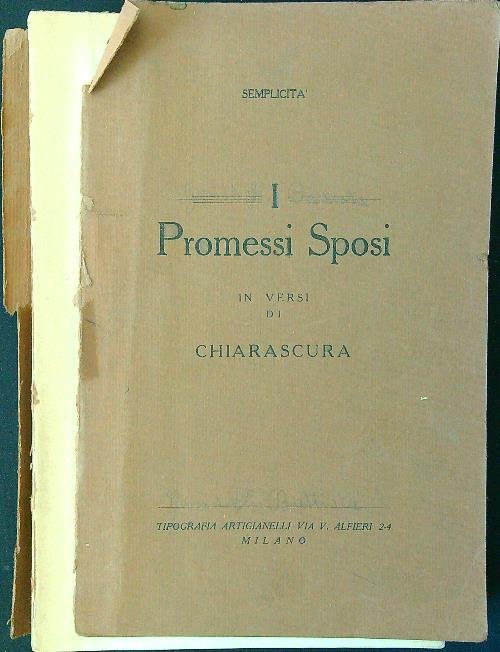 SEMPLICITA'
I
Promessi Sposi
IN VERSI
DI
CHIARASCURA
TIPOGRAFIA ARTIGIANELLI VIA V. ALFIERI 2-4
MILANO